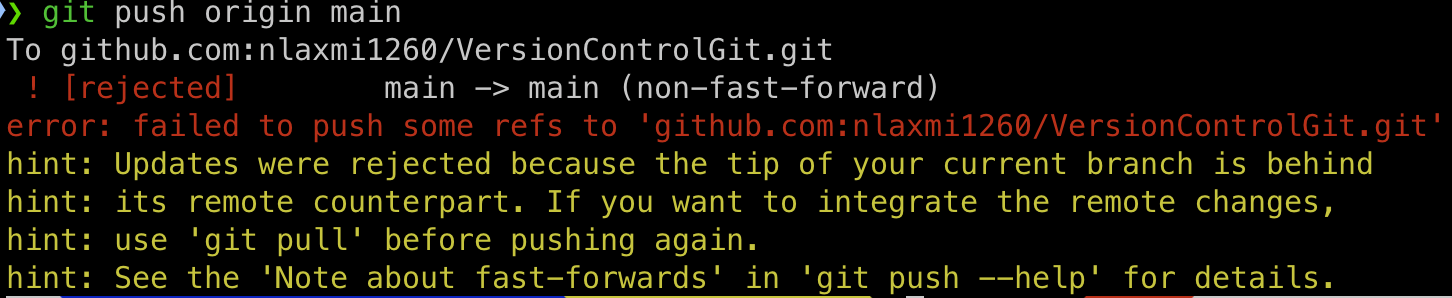 ❯ git push origin main
To github.com:nlaxmi1260/VersionControlGit.git
 ! [rejected]        main -> main (non-fast-forward)
error: failed to push some refs to 'github.com:nlaxmi1260/VersionControlGit.git'
hint: Updates were rejected because the tip of your current branch is behind
hint: its remote counterpart. If you want to integrate the remote changes,
hint: use 'git pull' before pushing again.
hint: See the 'Note about fast-forwards' in 'git push --help' for details.